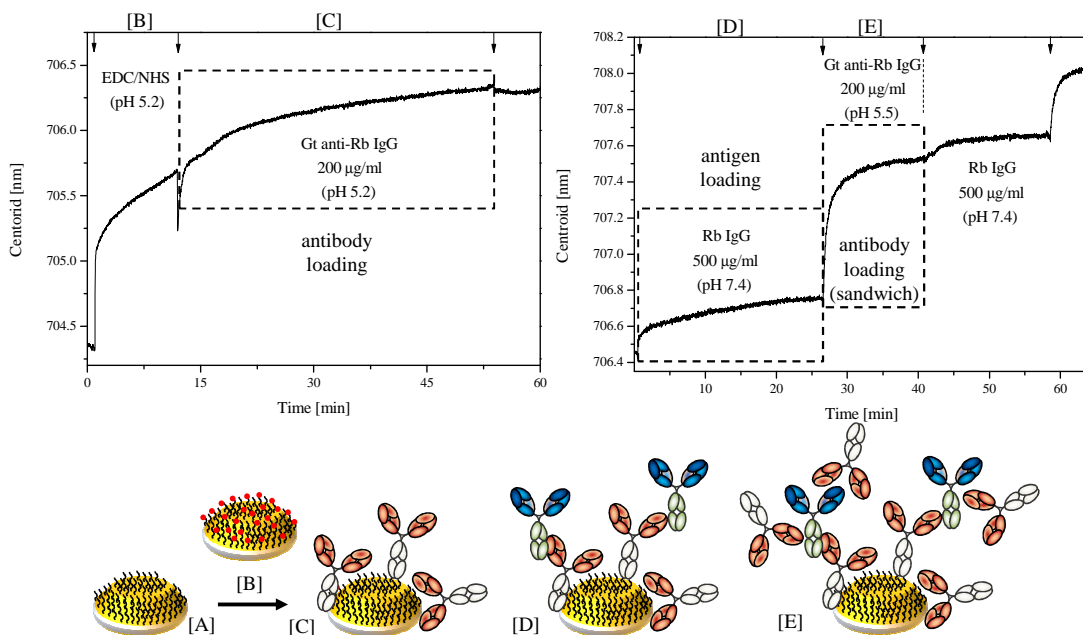 [B] [C]
706.5
706.0
705.5
705.0
704.5
0 15 30 45 60
Centorid [nm]
Time [min]
EDC/NHS
(pH 5.2)
Gt anti-Rb IgG
200 μg/ml
(pH 5.2)
antibody
loading
[D] [E]
708.2
708.0
707.8
707.6
707.4
707.2
707.0
706.8
706.6
706.4
10 20 30 40 50 60
Centroid [nm]
Time [min]
Gt anti-Rb IgG
200 μg/ml
(pH 5.5)
antigen
loading
Rb IgG
500 μg/ml
(pH 7.4)
antibody
loading
(sandwich)
Rb IgG
500 μg/ml
(pH 7.4)
[A]
[B]
[C]
[D]
[E]